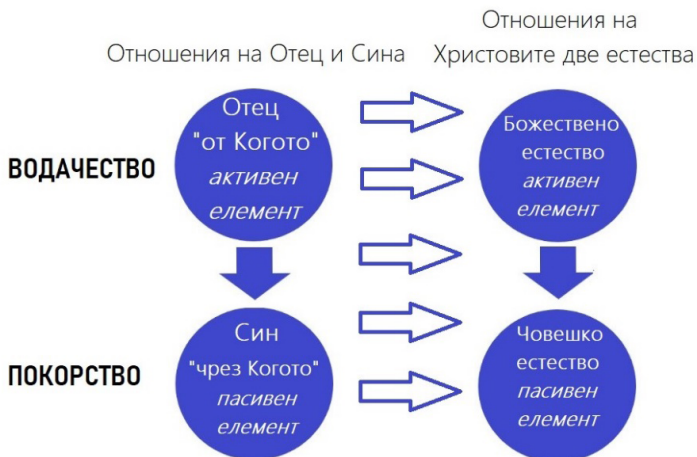 Отношения на Отец и Сина
Отношения на
Христовите две естества
ВОДАЧЕСТВО
Отец
"от Когото"
активен
елемент
Божествено
естество
активен
елемент
ПОКОРСТВО
Син
"чрез Когото"
пасивен
елемент
Човешко
естество
пасивен
елемент